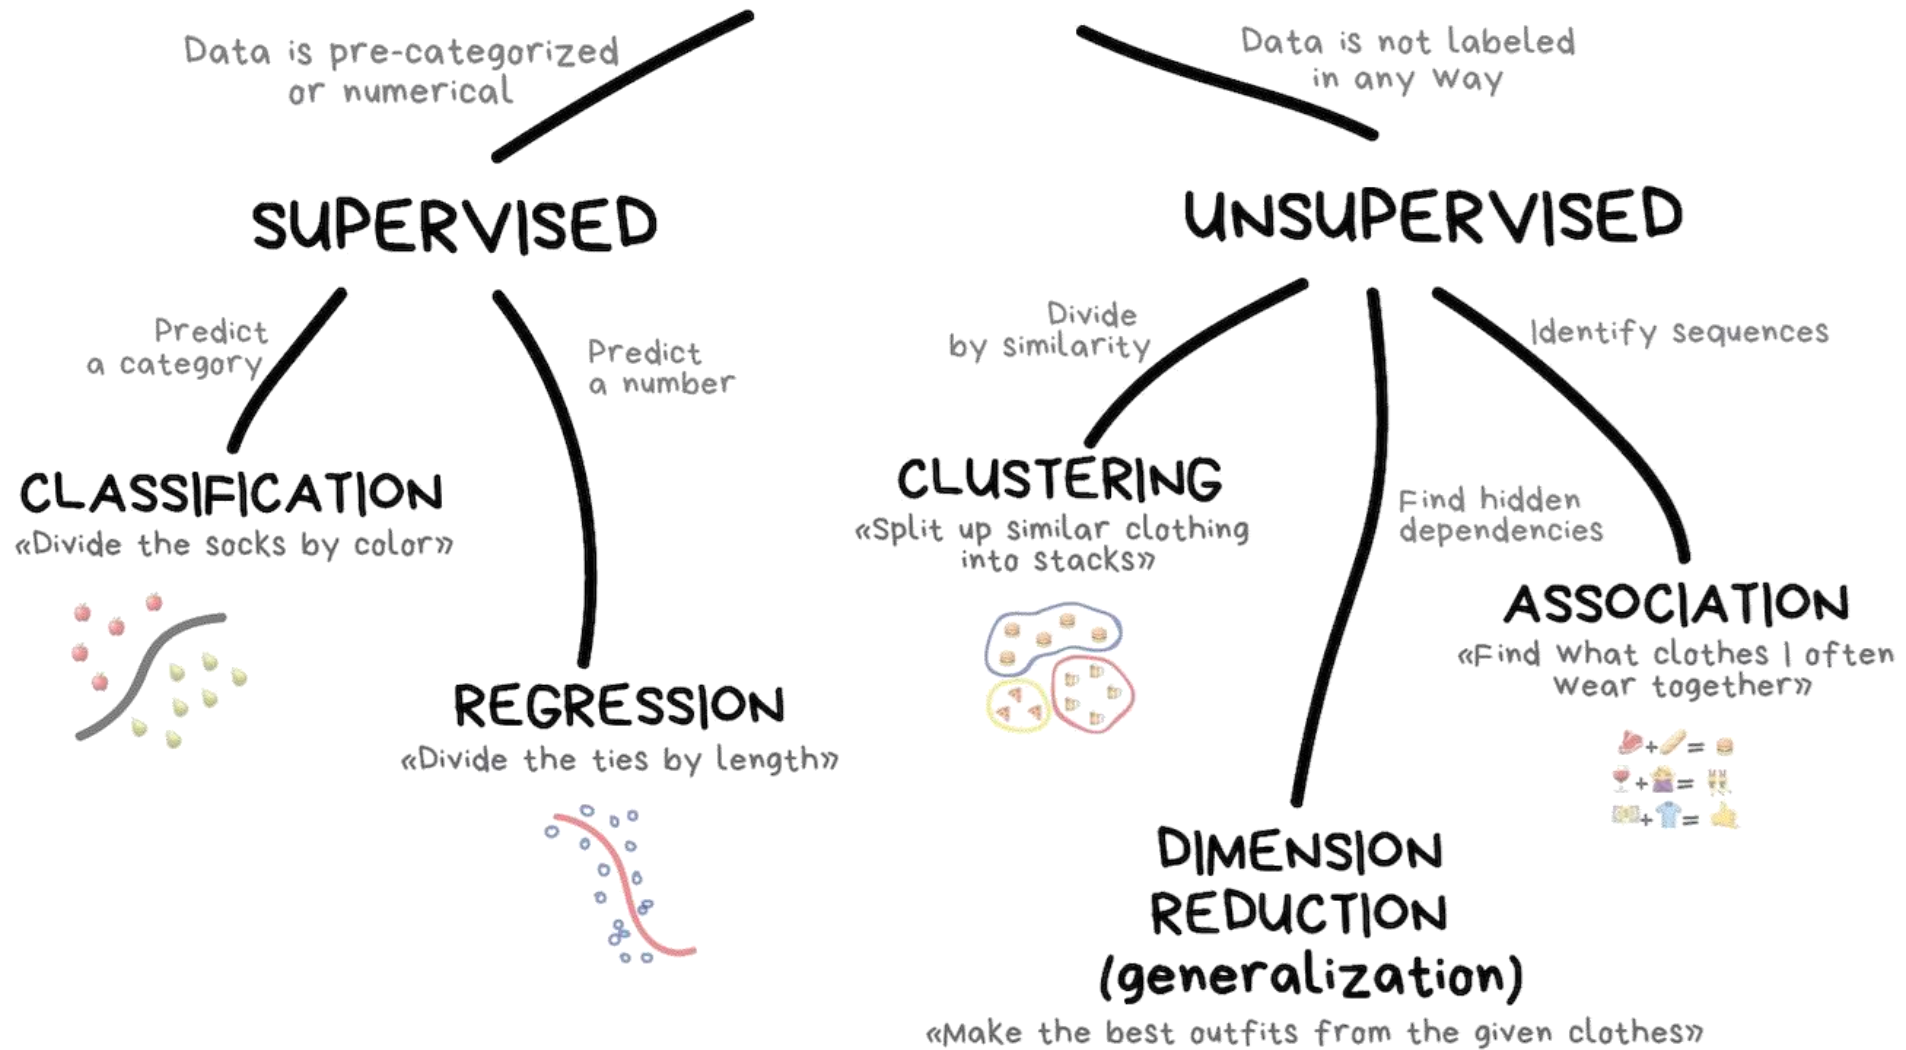 Data is pre-categorized
or numerical
Data is not labeled
in any way
SUPERVISED
UNSUPERVISED
Predict
a category
Predict
a number
Divide
by similarity
Identify sequences
CLASSIFICATION
«Divide the socks by color»
CLUSTERING
«Split up similar clothing
into stacks»
Find hidden
dependencies
ASSOCIATION
«Find what clothes I often
wear together»
REGRESSION
«Divide the ties by length»
+ =
+ =
+ =
DIMENSION
REDUCTION
(generalization)
«Make the best outfits from the given clothes»